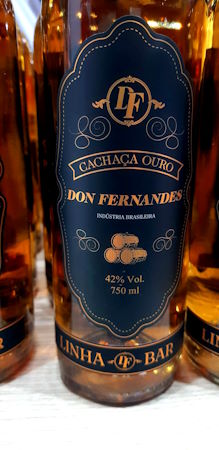 DF
CACHAÇA OURO
DON FERNANDES
INDÚSTRIA BRASILEIRA
42% Vol.
750 ml
LINHA DF BAR